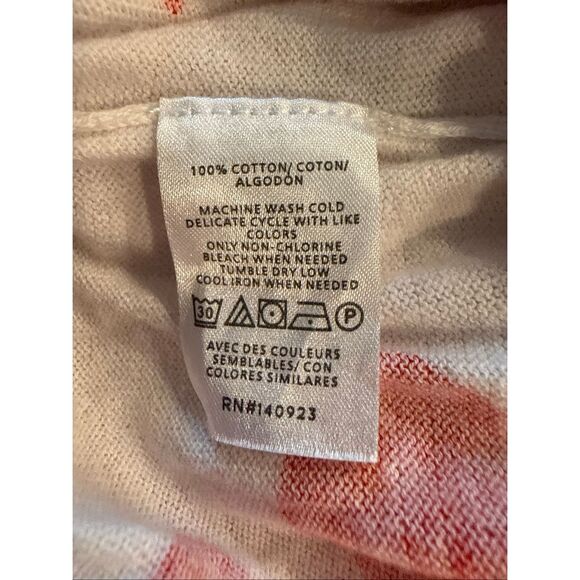 100% COTTON/ COTON/
ALGODÓN
MACHINE WASH COLD
DELICATE CYCLE WITH LIKE
COLORS
ONLY NON-CHLORINE
BLEACH WHEN NEEDED
TUMBLE DRY LOW
COOL IRON WHEN NEEDED
30 P
AVEC DES COULEURS
SEMBLABLES/ CON
COLORES SIMILARES
RN#140923